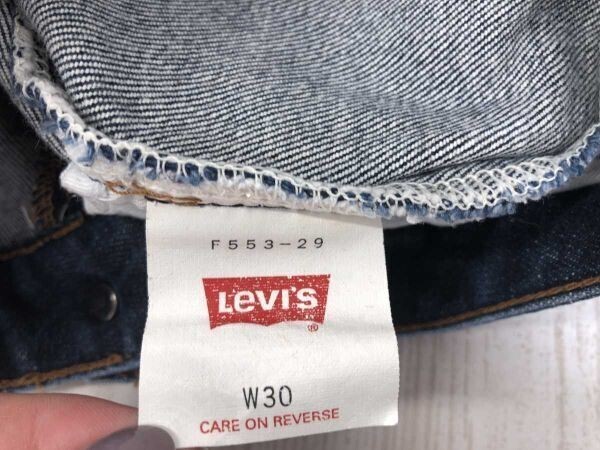 F553-29
LEVI'S
®
W30
CARE ON REVERSE